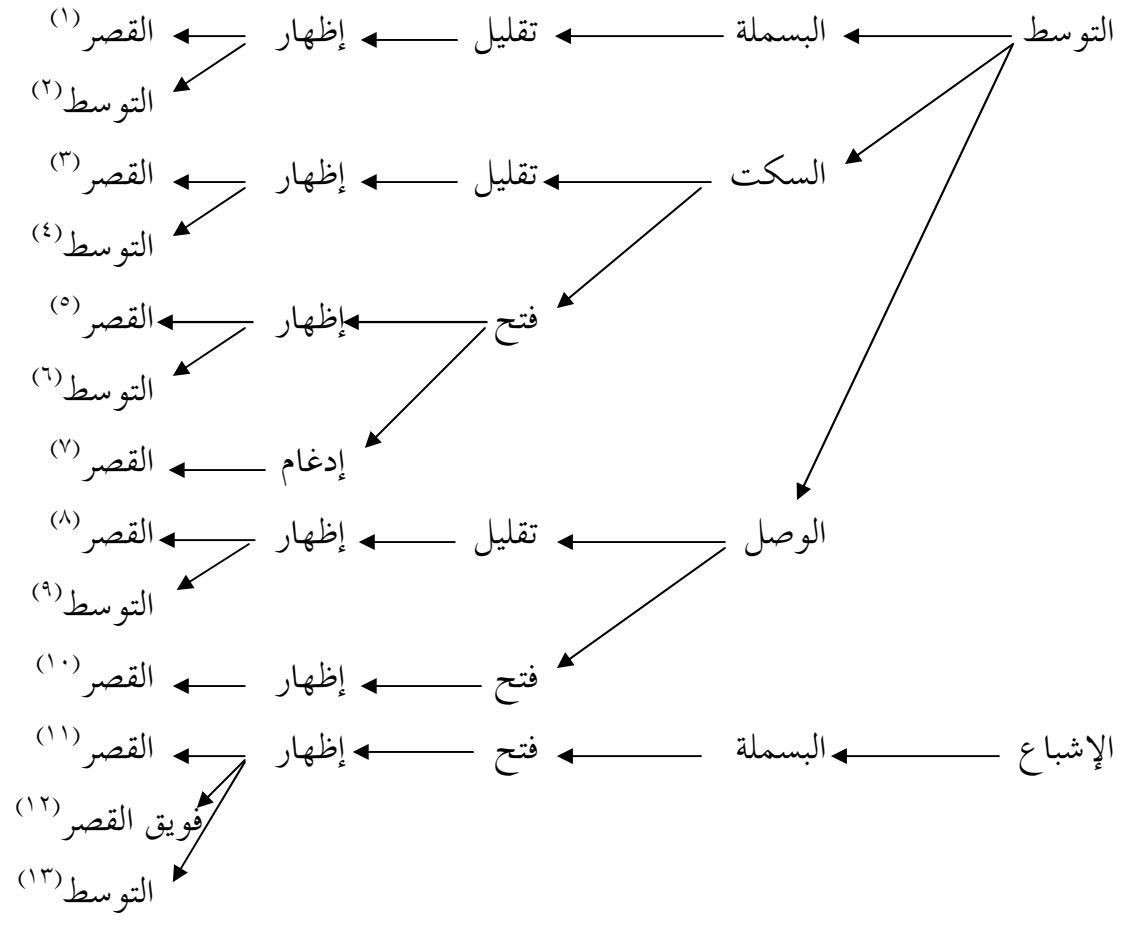 التوسط البسملة تقليل إظهار القصر(١)
التوسط(٢)
السكت تقليل إظهار القصر(٣)
التوسط(٤)
فتح إظهار القصر(٥)
التوسط(٦)
إدغام القصر(٧)
الوصل تقليل إظهار القصر(٨)
التوسط(٩)
فتح إظهار القصر(١٠)
الإشباع البسملة فتح إظهار القصر(١١)
فويق القصر(١٢)
التوسط(١٣)